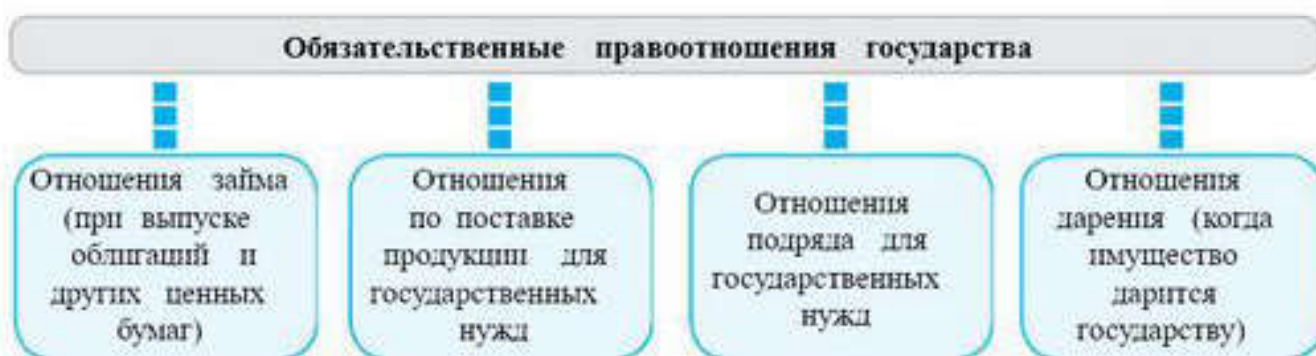 Обязательственные правоотношения государства
Отношения займа
(при выпуске
облигаций и
других ценных
бумаг)
Отношения
по поставке
продукции для
государственных
нужд
Отношения
подряда для
государственных
нужд
Отношения
дарения (когда
имущество
дарится
государству)